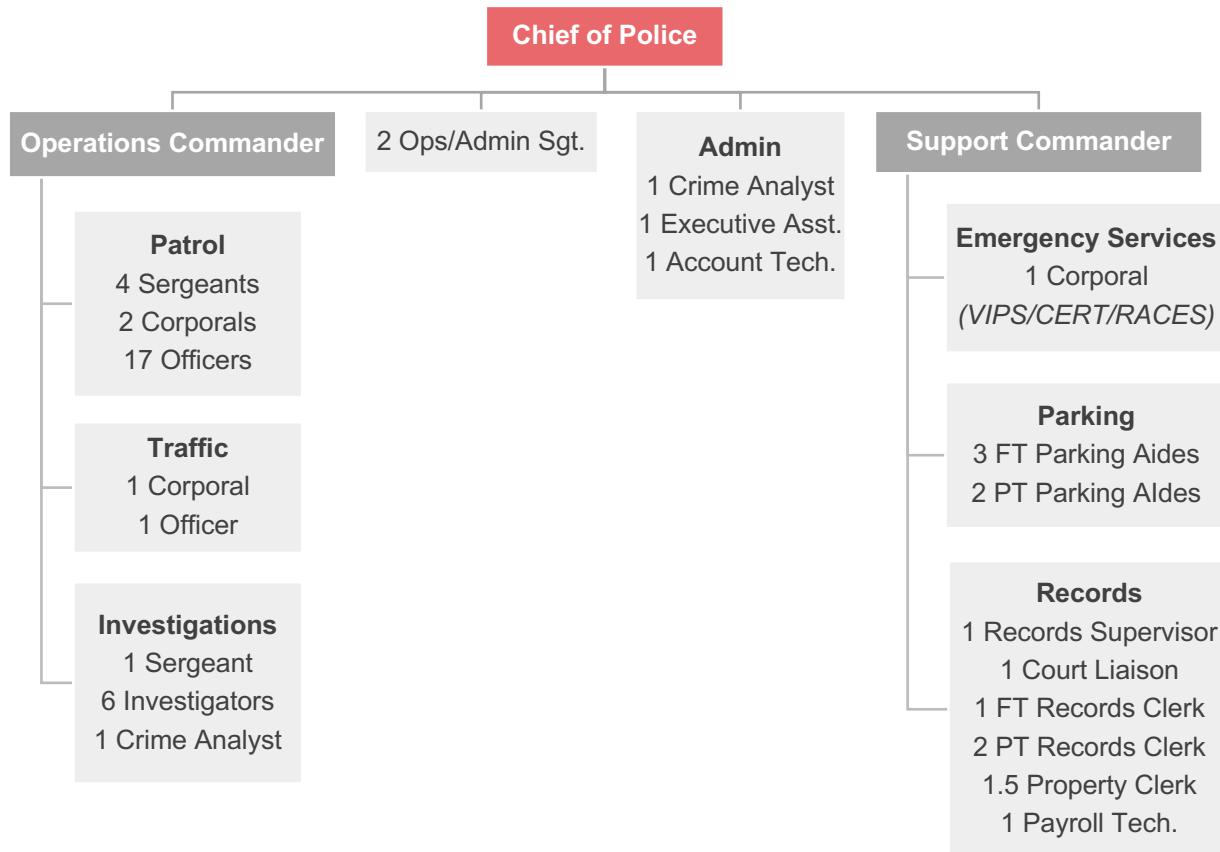 Chief of Police
Operations Commander
2 Ops/Admin Sgt.
Admin
1 Crime Analyst
1 Executive Asst.
1 Account Tech.
Support Commander
Patrol
4 Sergeants
2 Corporals
17 Officers
Traffic
1 Corporal
1 Officer
Investigations
1 Sergeant
6 Investigators
1 Crime Analyst
Emergency Services
1 Corporal
(VIPS/CERT/RACES)
Parking
3 FT Parking Aides
2 PT Parking AIdes
Records
1 Records Supervisor
1 Court Liaison
1 FT Records Clerk
2 PT Records Clerk
1.5 Property Clerk
1 Payroll Tech.